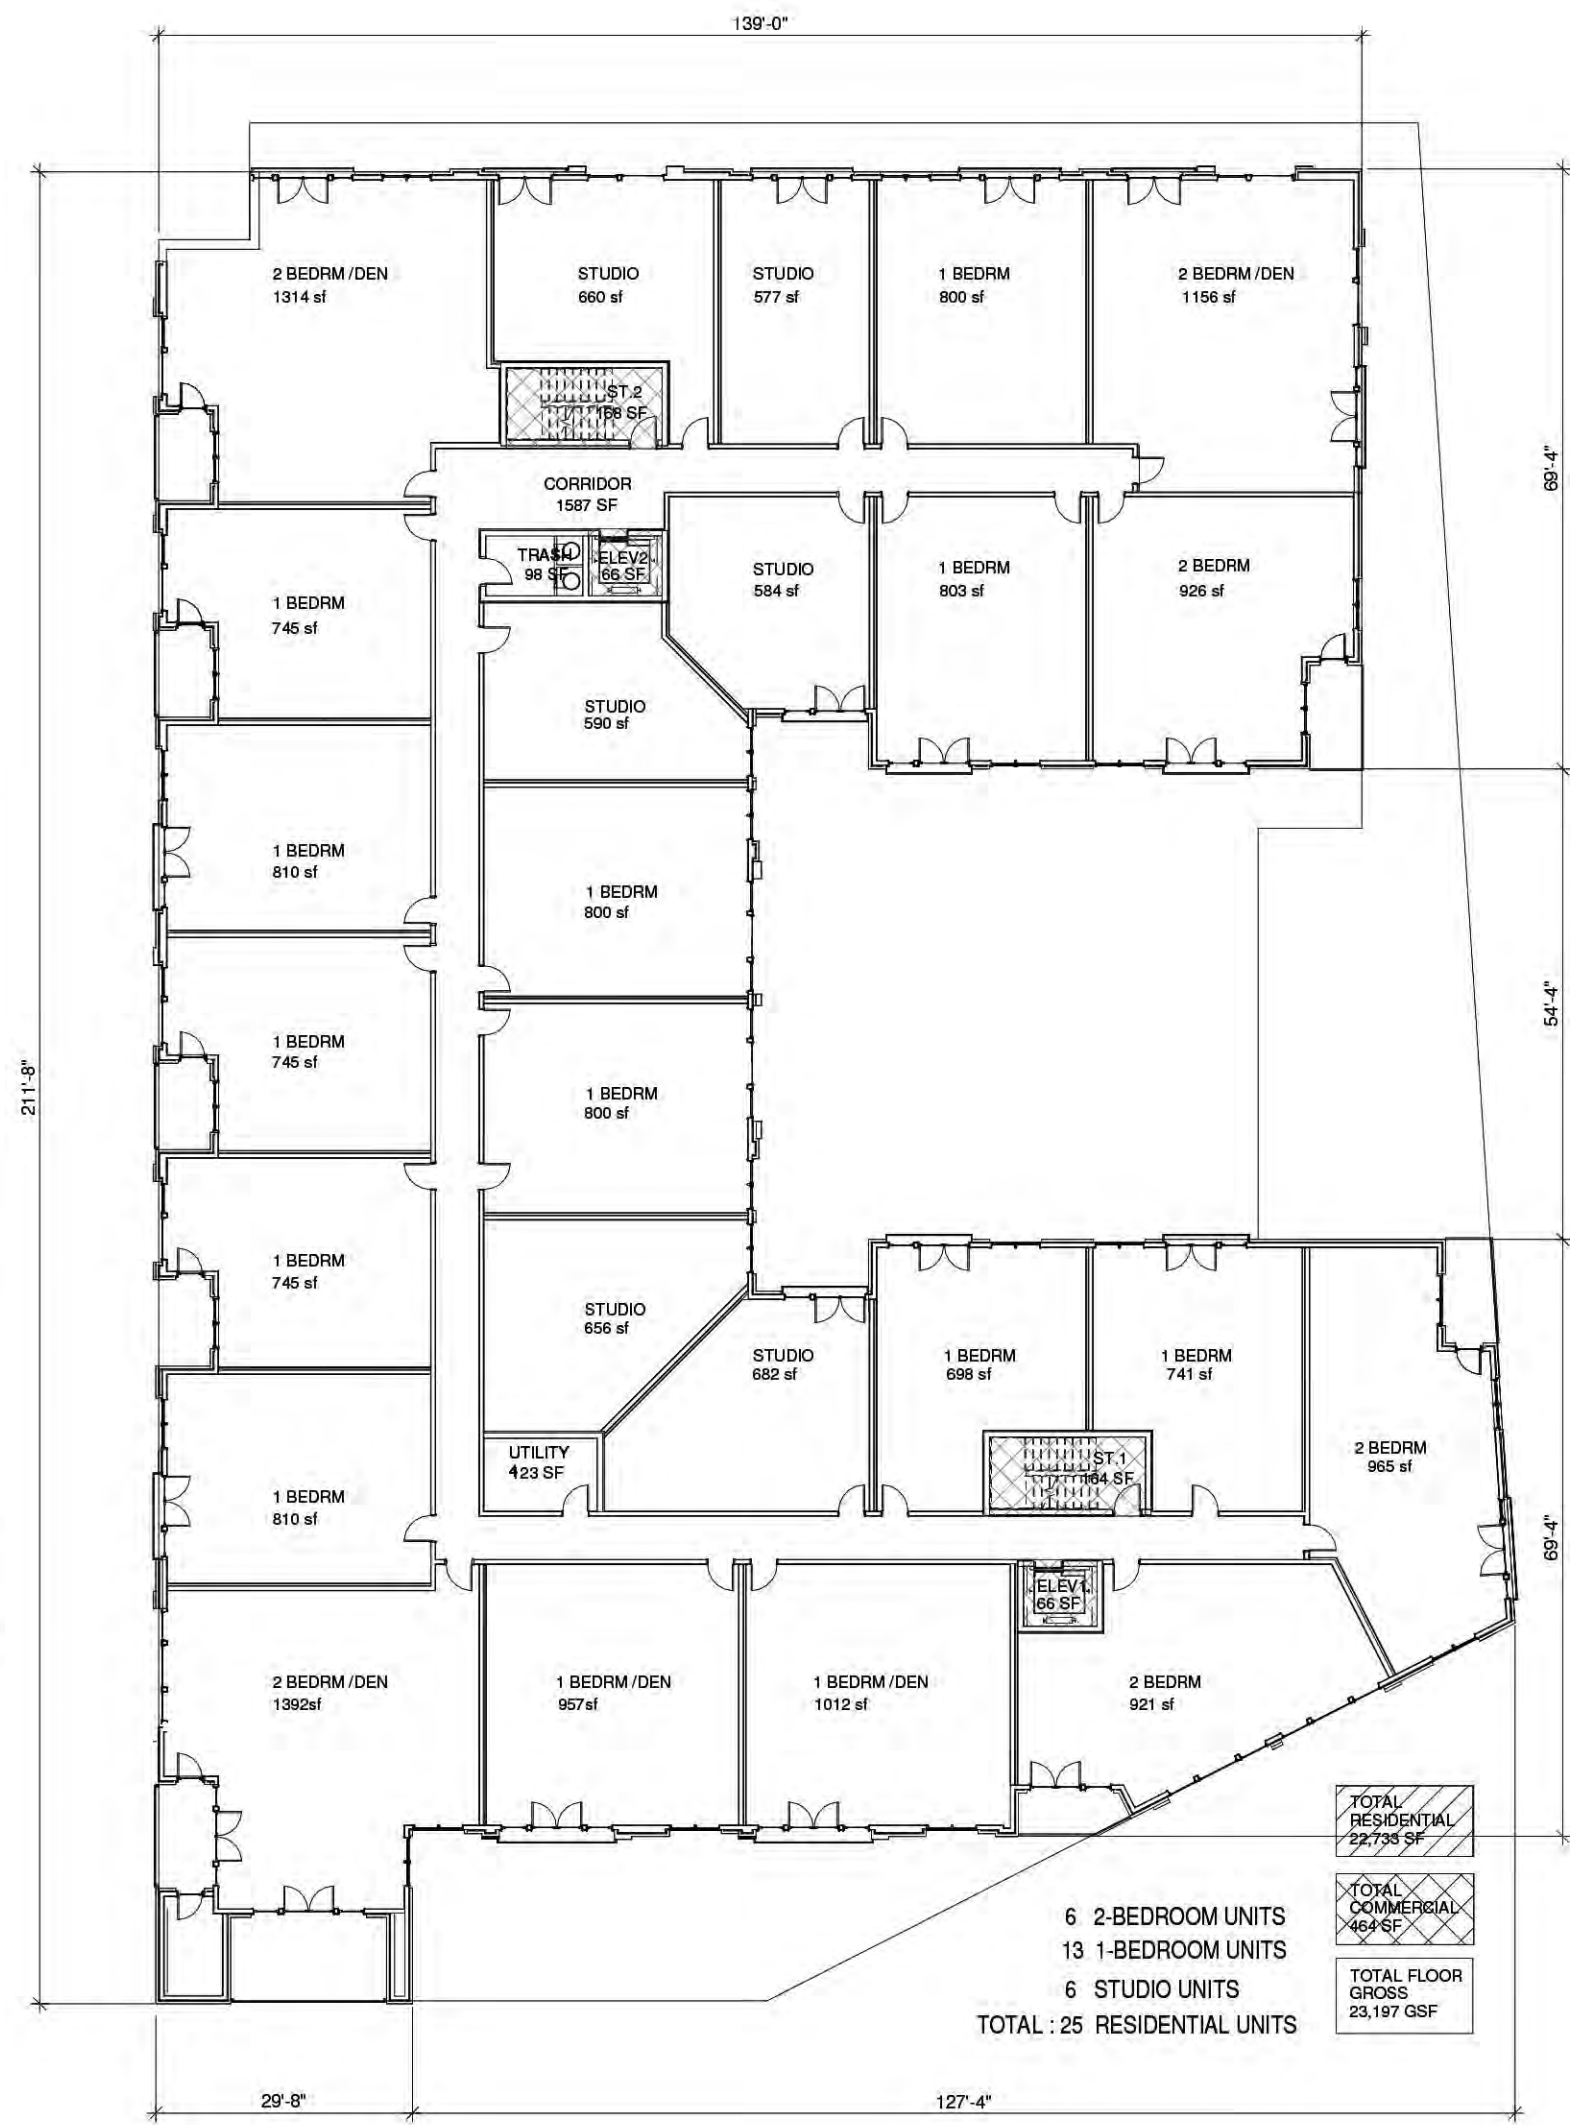 139'-0"
2 BEDRM /DEN
1314 sf
STUDIO
660 sf
STUDIO
577 sf
1 BEDRM
800 sf
2 BEDRM /DEN
1156 sf
ST.2
168 SF
CORRIDOR
1587 SF
69'-4"
TRASH
98 SF
ELEV2
66 SF
STUDIO
584 sf
1 BEDRM
803 sf
2 BEDRM
926 sf
1 BEDRM
745 sf
STUDIO
590 sf
1 BEDRM
810 sf
1 BEDRM
800 sf
54'-4"
1 BEDRM
745 sf
211'-8"
1 BEDRM
800 sf
1 BEDRM
745 sf
STUDIO
656 sf
STUDIO
682 sf
1 BEDRM
698 sf
1 BEDRM
741 sf
2 BEDRM
965 sf
UTILITY
423 SF
ST.1
164 SF
1 BEDRM
810 sf
69'-4"
ELEV1
66 SF
2 BEDRM /DEN
1392sf
1 BEDRM /DEN
957sf
1 BEDRM /DEN
1012 sf
2 BEDRM
921 sf
TOTAL
RESIDENTIAL
22,733 SF
TOTAL
COMMERCIAL
464 SF
6 2-BEDROOM UNITS
13 1-BEDROOM UNITS
6 STUDIO UNITS
TOTAL : 25 RESIDENTIAL UNITS
TOTAL FLOOR
GROSS
23,197 GSF
29'-8"
127'-4"